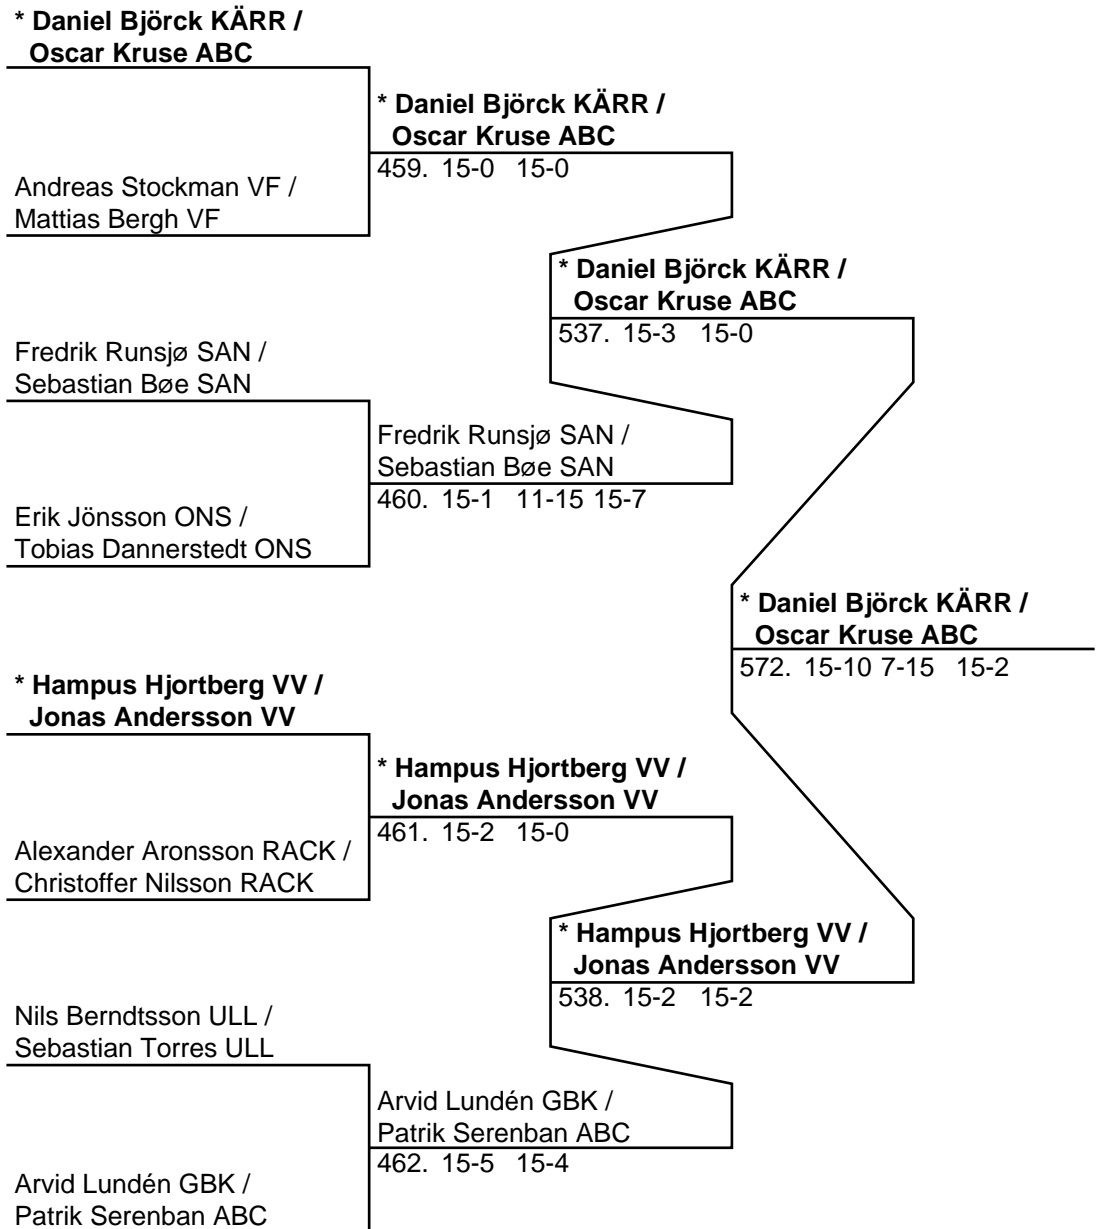 * Daniel Björck KÄRR /
Oscar Kruse ABC
* Daniel Björck KÄRR /
Oscar Kruse ABC
459. 15-0 15-0
Andreas Stockman VF /
Mattias Bergh VF
* Daniel Björck KÄRR /
Oscar Kruse ABC
537. 15-3 15-0
Fredrik Runsjø SAN /
Sebastian Bøe SAN
Fredrik Runsjø SAN /
Sebastian Bøe SAN
460. 15-1 11-15 15-7
Erik Jönsson ONS /
Tobias Dannerstedt ONS
* Daniel Björck KÄRR /
Oscar Kruse ABC
572. 15-10 7-15 15-2
* Hampus Hjortberg VV /
Jonas Andersson VV
* Hampus Hjortberg VV /
Jonas Andersson VV
461. 15-2 15-0
Alexander Aronsson RACK /
Christoffer Nilsson RACK
* Hampus Hjortberg VV /
Jonas Andersson VV
538. 15-2 15-2
Nils Berndtsson ULL /
Sebastian Torres ULL
Arvid Lundén GBK /
Patrik Serenban ABC
462. 15-5 15-4
Arvid Lundén GBK /
Patrik Serenban ABC